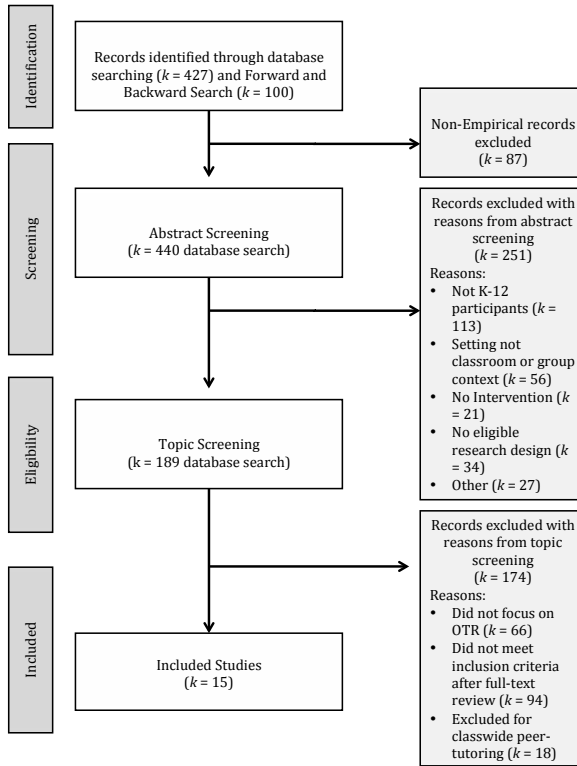 Identification
Records identified through database
searching (k = 427) and Forward and
Backward Search (k = 100)
Non-Empirical records
excluded
(k = 87)
Screening
Abstract Screening
(k = 440 database search)
Records excluded with
reasons from abstract
screening
(k = 251)
Reasons:
• Not K-12
participants (k =
113)
• Setting not
classroom or group
context (k = 56)
• No Intervention (k
= 21)
• No eligible
research design (k
= 34)
• Other (k = 27)
Eligibility
Topic Screening
(k = 189 database search)
Records excluded with
reasons from topic
screening
(k = 174)
Reasons:
• Did not focus on
OTR (k = 66)
• Did not meet
inclusion criteria
after full-text
review (k = 94)
• Excluded for
classwide peer-
tutoring (k = 18)
Included
Included Studies
(k = 15)